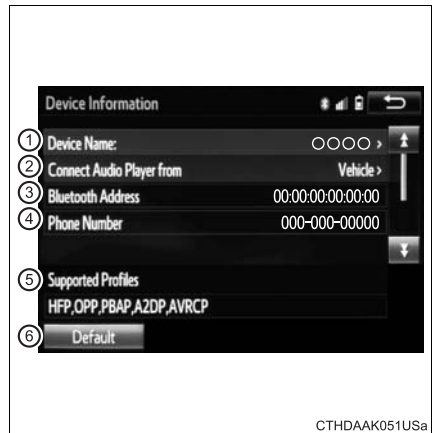 Device Information
① Device Name: ○○○○ >
② Connect Audio Player from Vehicle >
③ Bluetooth Address 00:00:00:00:00:00
④ Phone Number 000-000-00000
⑤ Supported Profiles
HFP,OPP,PBAP,A2DP,AVRCP
⑥ Default
CTHDAAK051USa